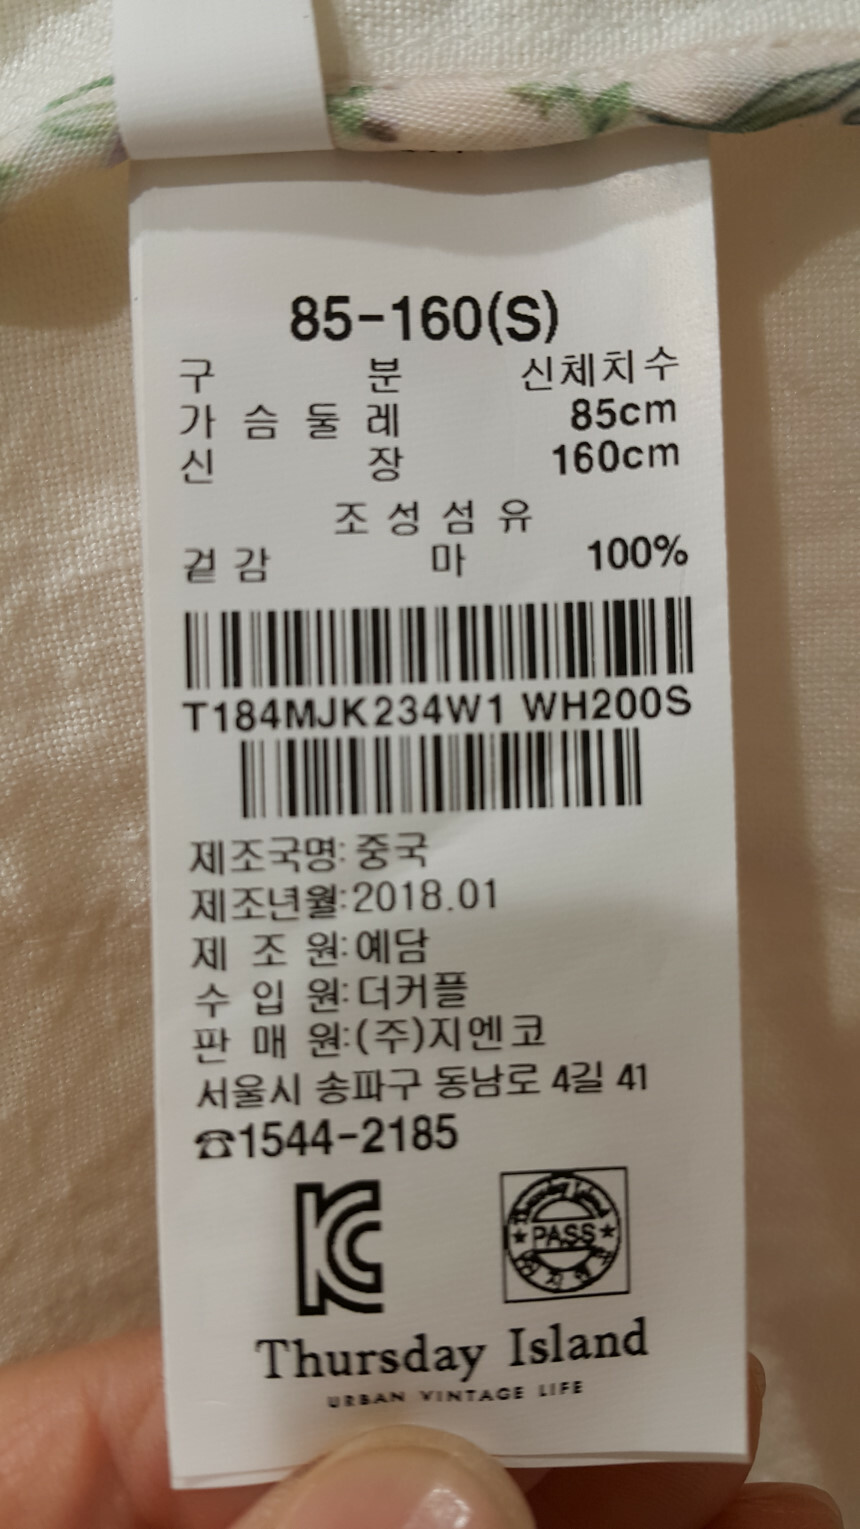 85-160(S)
구 분 신체치수
가슴둘레 85cm
신 장 160cm
조성섬유
겉감 마 100%
T184MJK234W1 WH200S
제조국명:중국
제조년월:2018.01
제 조 원:예담
수 입 원:더커플
판 매 원:(주)지엔코
서울시 송파구 동남로 4길 41
☎1544-2185
KC
Thursday Island
PASS
Thursday Island
URBAN VINTAGE LIFE